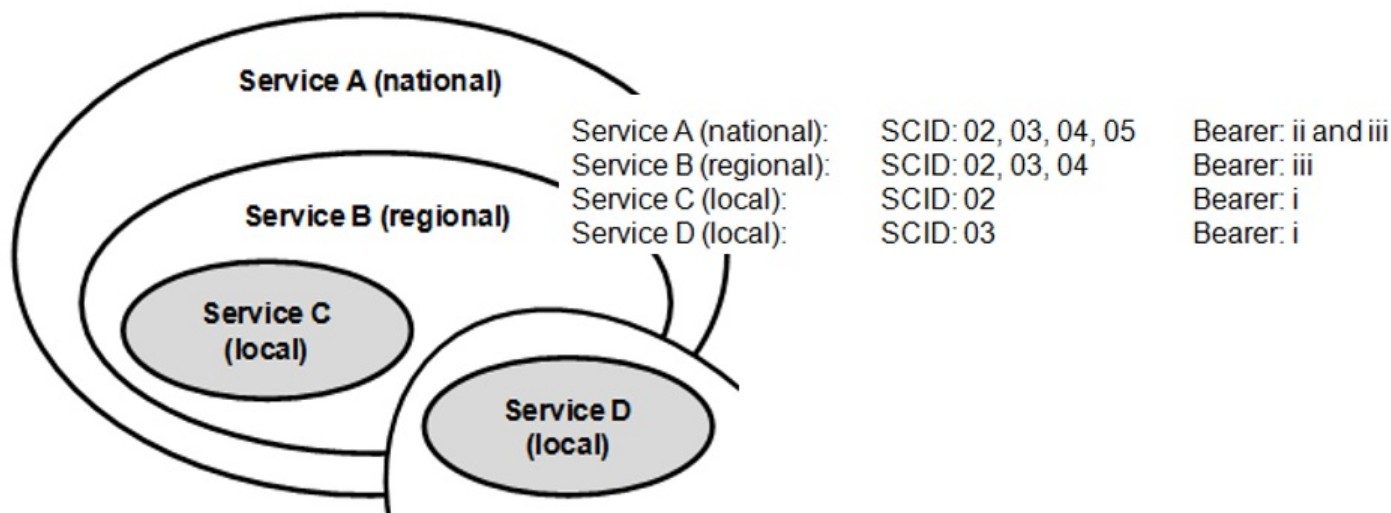 Service A (national)
Service A (national): SCID: 02, 03, 04, 05 Bearer: ii and iii
Service B (regional): SCID: 02, 03, 04 Bearer: iii
Service C (local): SCID: 02 Bearer: i
Service D (local): SCID: 03 Bearer: i
Service B (regional)
Service C
(local)
Service D
(local)